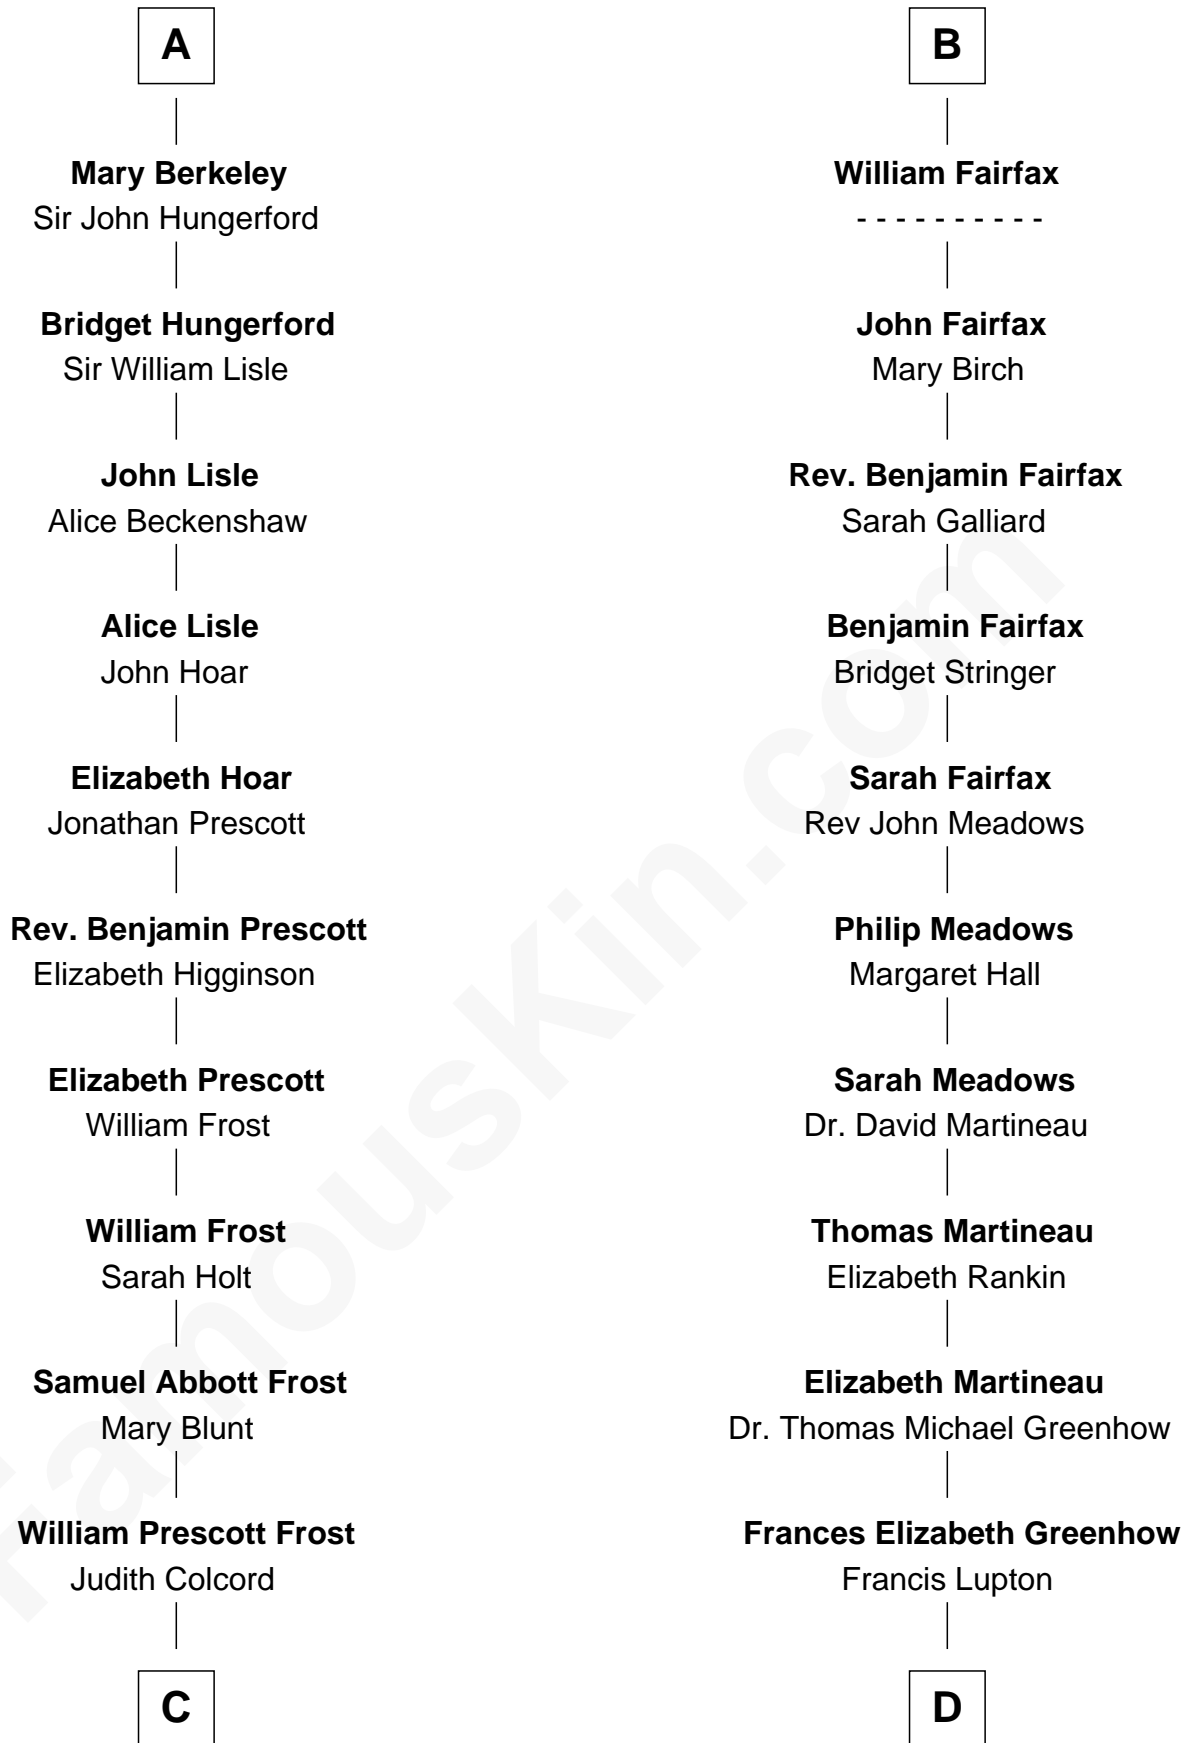 A
Mary Berkeley
Sir John Hungerford
Bridget Hungerford
Sir William Lisle
John Lisle
Alice Beckenshaw
Alice Lisle
John Hoar
Elizabeth Hoar
Jonathan Prescott
Rev. Benjamin Prescott
Elizabeth Higginson
Elizabeth Prescott
William Frost
William Frost
Sarah Holt
Samuel Abbott Frost
Mary Blunt
William Prescott Frost
Judith Colcord
C
B
William Fairfax
- - - - - - - - - -
John Fairfax
Mary Birch
Rev. Benjamin Fairfax
Sarah Galliard
Benjamin Fairfax
Bridget Stringer
Sarah Fairfax
Rev John Meadows
Philip Meadows
Margaret Hall
Sarah Meadows
Dr. David Martineau
Thomas Martineau
Elizabeth Rankin
Elizabeth Martineau
Dr. Thomas Michael Greenhow
Frances Elizabeth Greenhow
Francis Lupton
D
FamousKin.com